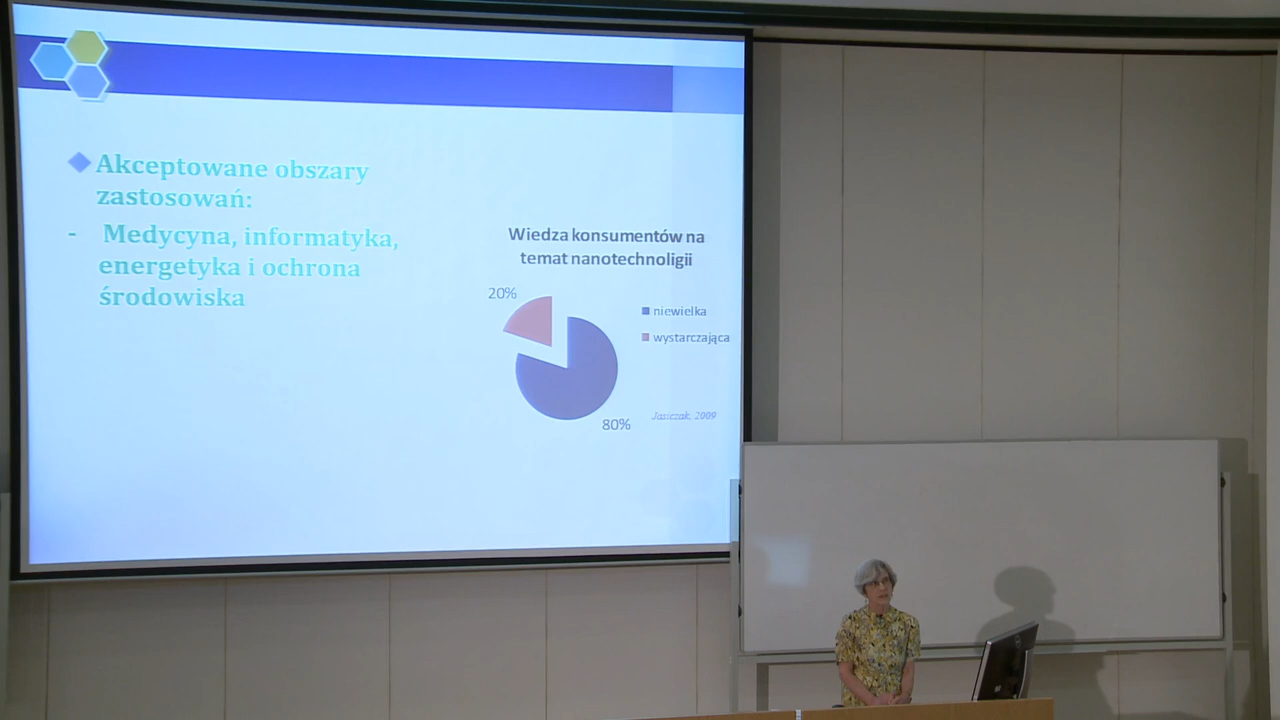 Akceptowane obszary
zastosowań:
- Medycyna, informatyka,
energetyka i ochrona
środowiska
Wiedza konsumentów na
temat nanotechnoligii
20%
niewielka
wystarczająca
80%
Jasiczak, 2009